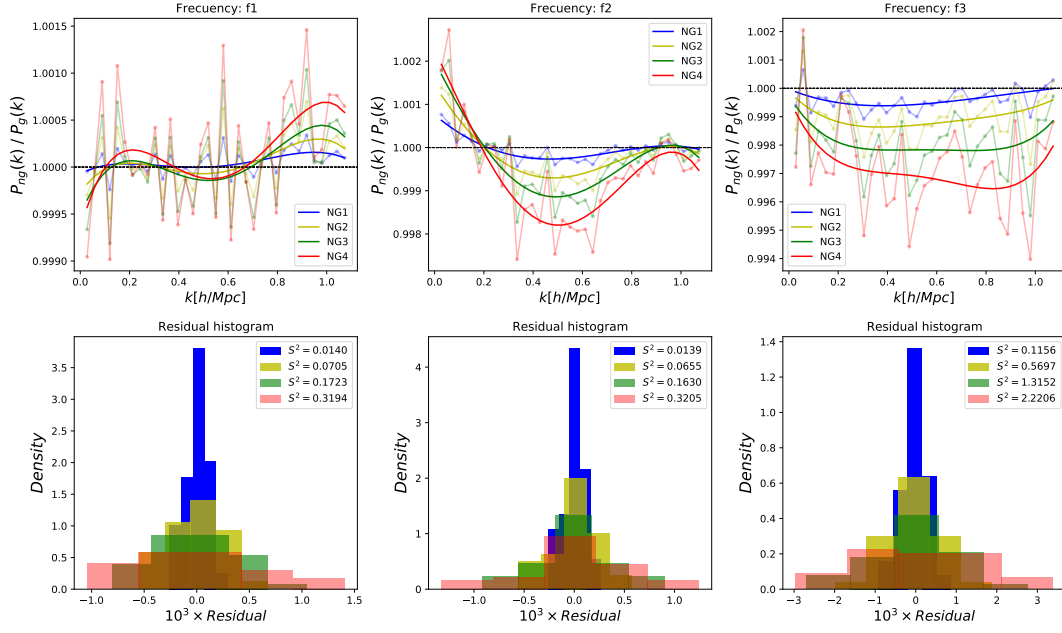 Frecuency: f1
P_ng(k) / P_g(k)
1.0015
1.0010
1.0005
1.0000
0.9995
0.9990
NG1
NG2
NG3
NG4
0.0 0.2 0.4 0.6 0.8 1.0
k[h/Mpc]
Frecuency: f2
P_ng(k) / P_g(k)
1.002
1.001
1.000
0.999
0.998
NG1
NG2
NG3
NG4
0.0 0.2 0.4 0.6 0.8 1.0
k[h/Mpc]
Frecuency: f3
P_ng(k) / P_g(k)
1.002
1.000
0.999
0.998
0.997
0.996
0.995
0.994
NG1
NG2
NG3
NG4
0.0 0.2 0.4 0.6 0.8 1.0
k[h/Mpc]
Residual histogram
Density
3.5
3.0
2.5
2.0
1.5
1.0
0.5
0.0
S² = 0.0140
S² = 0.0705
S² = 0.1723
S² = 0.3194
−1.0 −0.5 0.0 0.5 1.0 1.5
10³ × Residual
Residual histogram
Density
4
3
2
1
0
S² = 0.0139
S² = 0.0655
S² = 0.1630
S² = 0.3205
−1.0 −0.5 0.0 0.5 1.0
10³ × Residual
Residual histogram
Density
1.4
1.2
1.0
0.8
0.6
0.4
0.2
0.0
S² = 0.1156
S² = 0.5697
S² = 1.3152
S² = 2.2206
−3 −2 −1 0 1 2 3
10³ × Residual